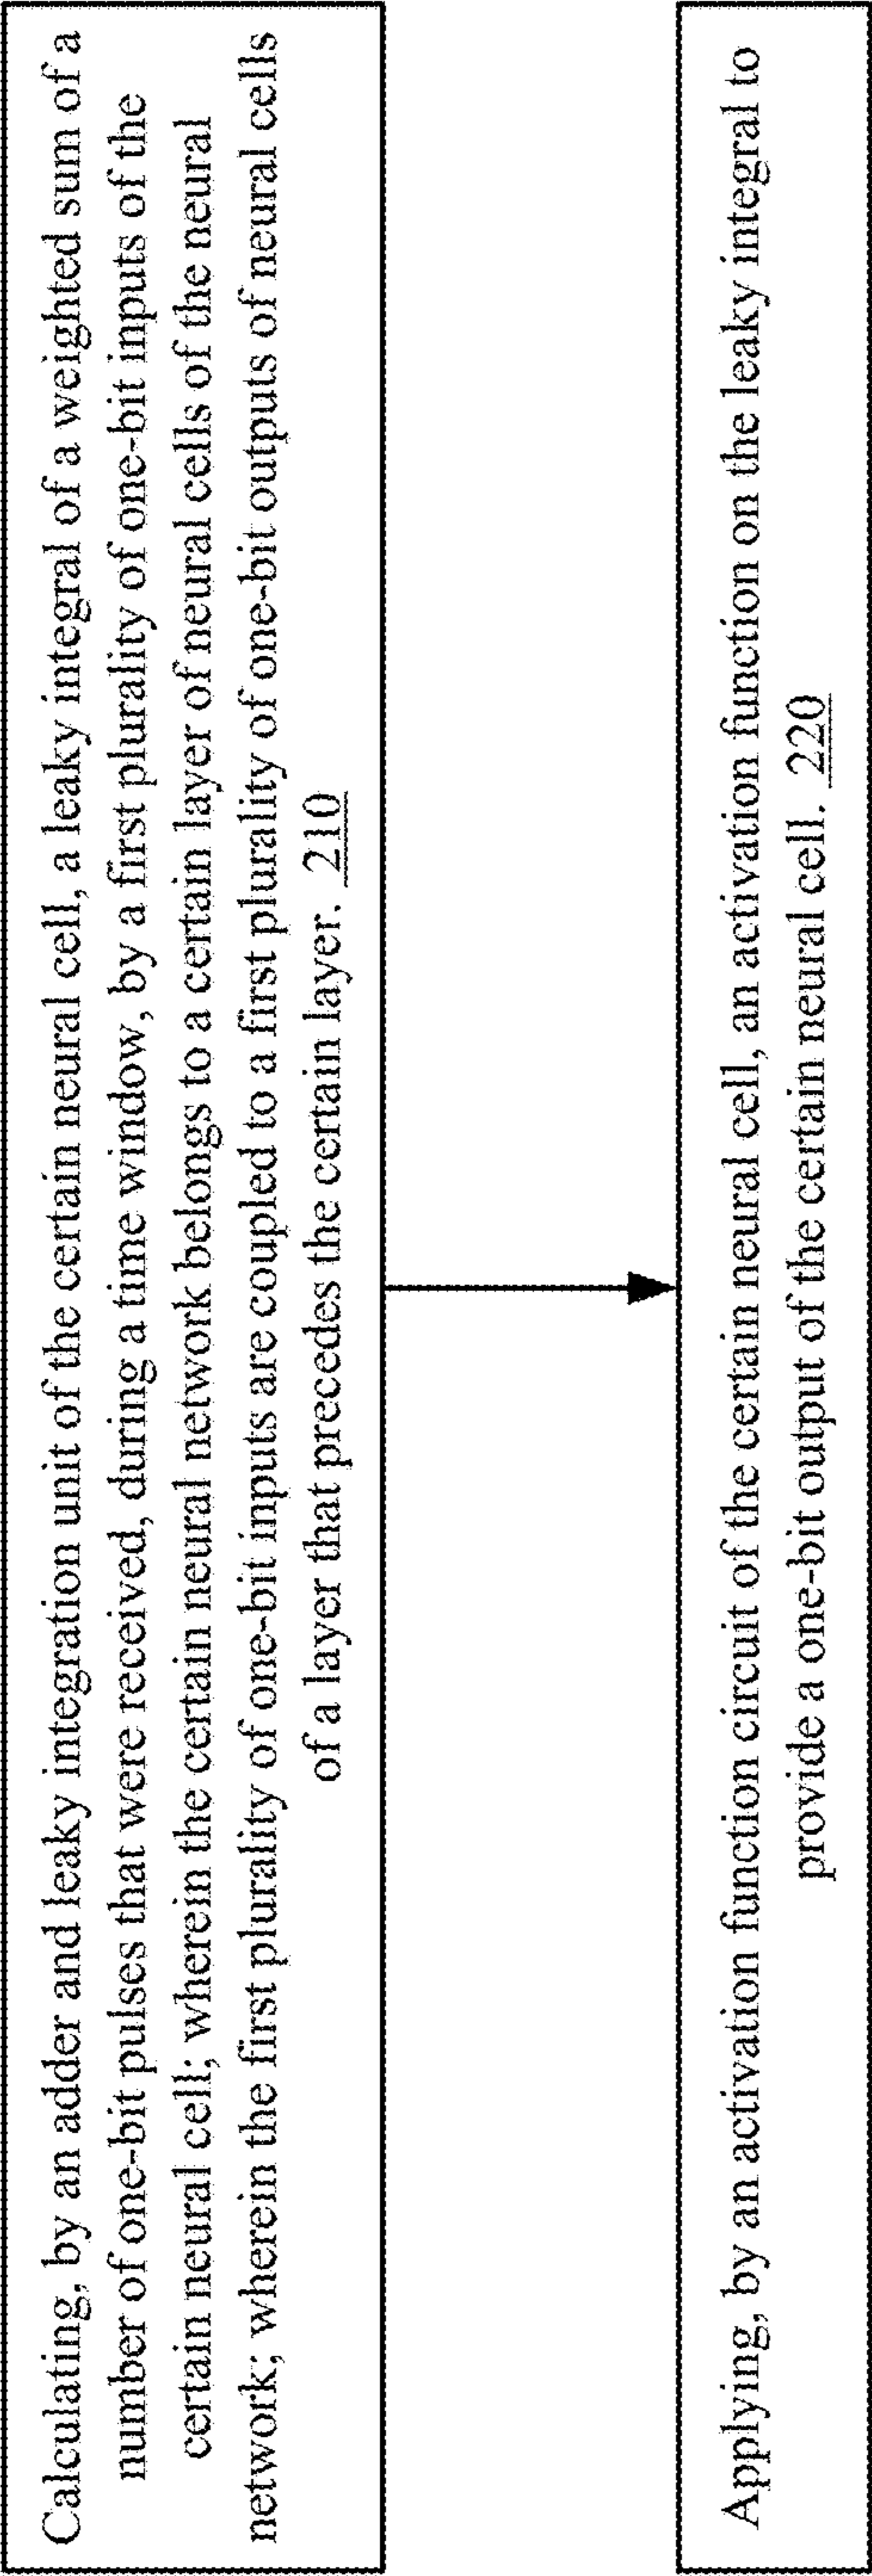 Calculating, by an adder and leaky integration unit of the certain neural cell, a leaky integral of a weighted sum of a
number of one-bit pulses that were received, during a time window, by a first plurality of one-bit inputs of the
certain neural cell; wherein the certain neural network belongs to a certain layer of neural cells of the neural
network; wherein the first plurality of one-bit inputs are coupled to a first plurality of one-bit outputs of neural cells
of a layer that precedes the certain layer. 210
Applying, by an activation function circuit of the certain neural cell, an activation function on the leaky integral to
provide a one-bit output of the certain neural cell. 220